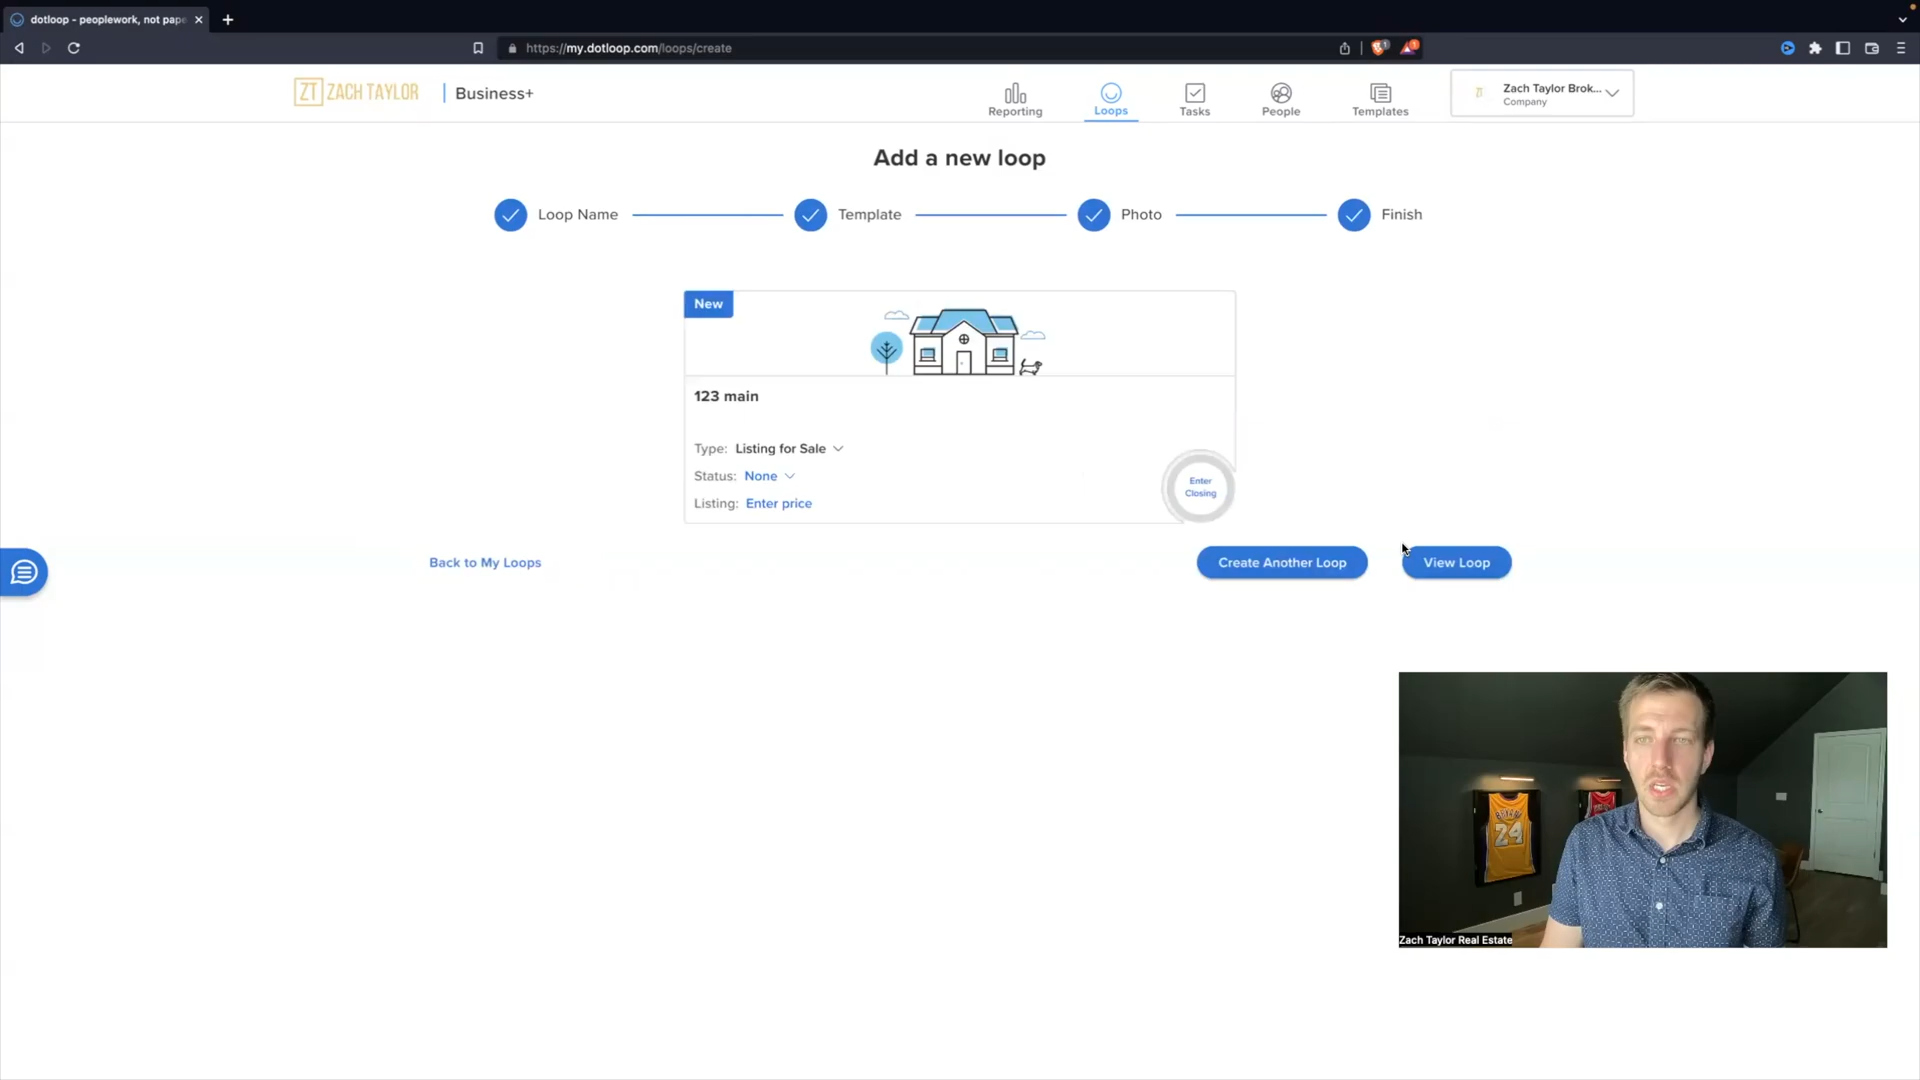 dotloop - peoplework, not pape
https://my.dotloop.com/loops/create
ZT ZACH TAYLOR
Business+
Reporting
Loops
Tasks
People
Templates
ZT
Zach Taylor Brok...
Company
Add a new loop
Loop Name
Template
Photo
Finish
New
123 main
Type: Listing for Sale
Status: None
Listing: Enter price
Enter
Closing
Back to My Loops
Create Another Loop
View Loop
BRYANT
24
Zach Taylor Real Estate